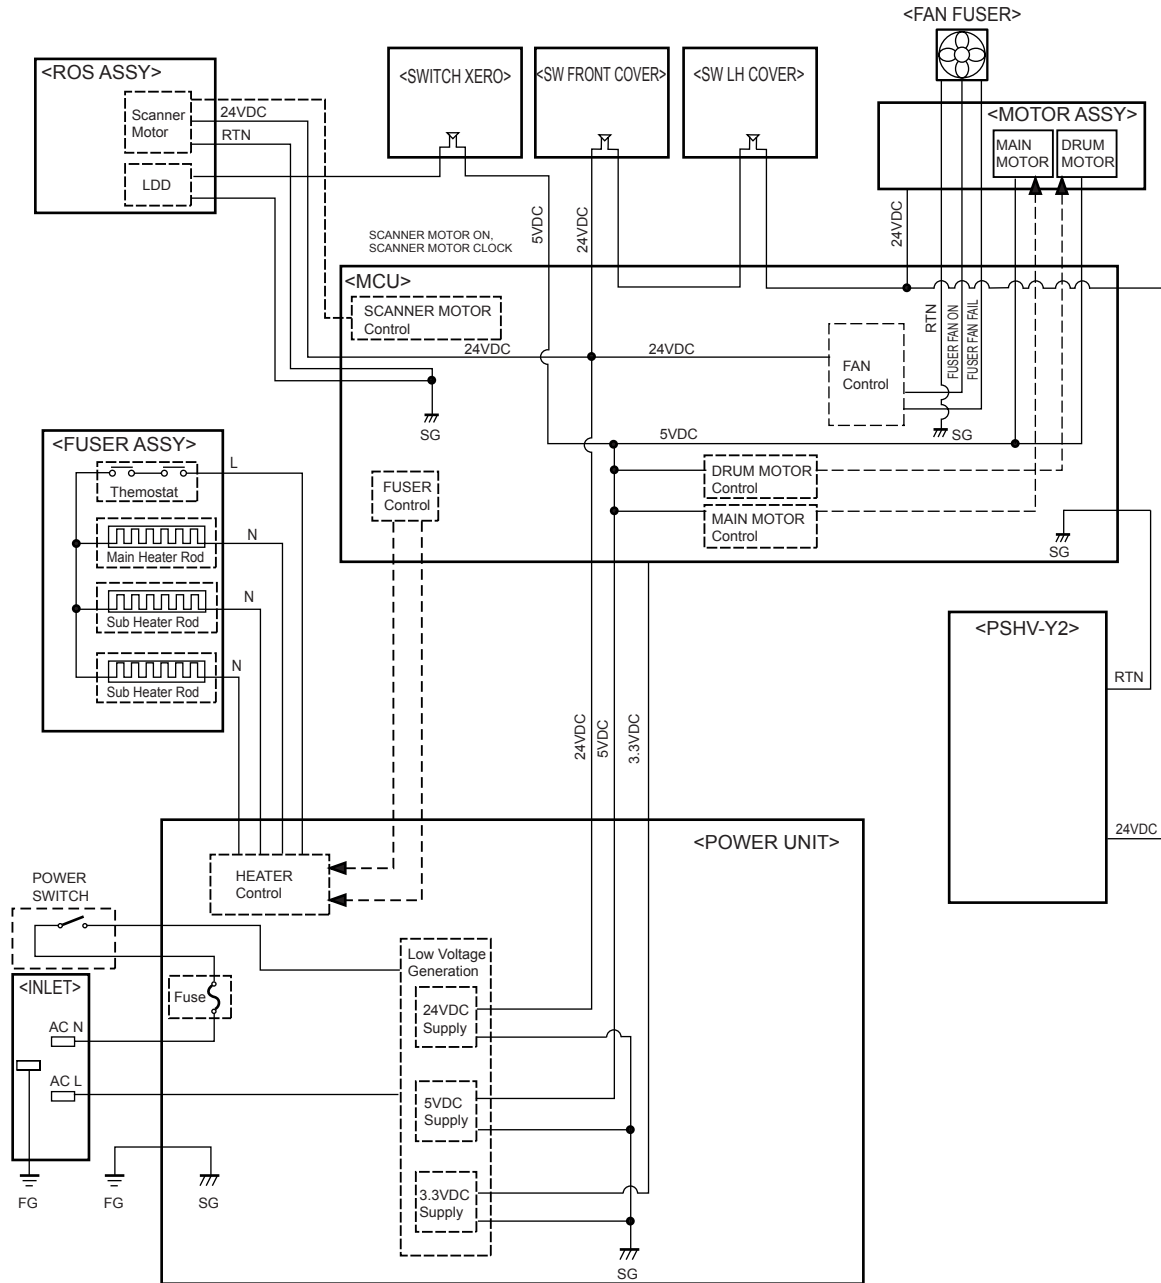 <FAN FUSER>
<ROS ASSY>
Scanner
Motor
24VDC
RTN
LDD
<SWITCH XERO>
<SW FRONT COVER>
<SW LH COVER>
<MOTOR ASSY>
MAIN
MOTOR
DRUM
MOTOR
SCANNER MOTOR ON,
SCANNER MOTOR CLOCK
5VDC
24VDC
24VDC
<MCU>
SCANNER MOTOR
Control
24VDC
24VDC
FAN
Control
RTN
FUSER FAN ON
FUSER FAN FAIL
SG
SG
5VDC
<FUSER ASSY>
L
Themostat
N
Main Heater Rod
N
Sub Heater Rod
N
Sub Heater Rod
FUSER
Control
DRUM MOTOR
Control
MAIN MOTOR
Control
SG
<PSHV-Y2>
RTN
24VDC
24VDC
5VDC
3.3VDC
<POWER UNIT>
HEATER
Control
POWER
SWITCH
<INLET>
AC N
AC L
Fuse
Low Voltage
Generation
24VDC
Supply
5VDC
Supply
3.3VDC
Supply
FG
FG
SG
SG